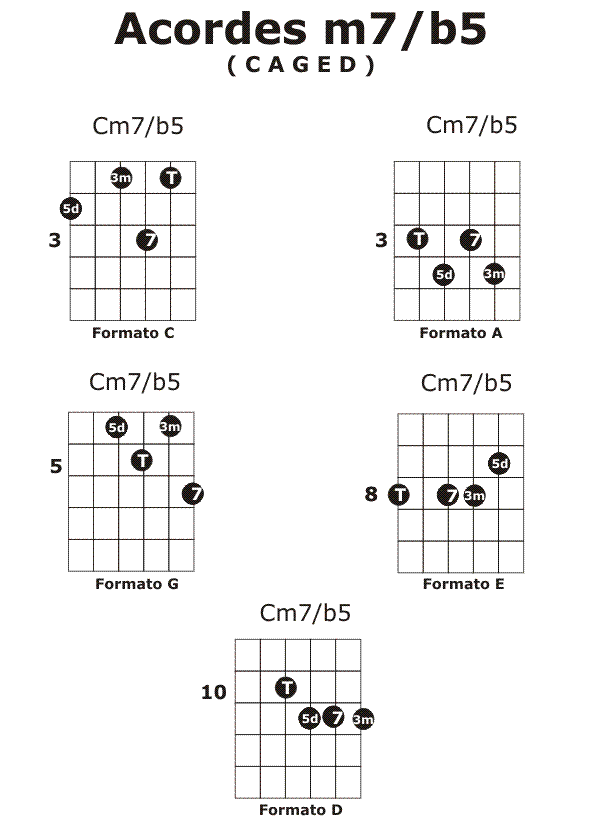 Acordes m7/b5
( C A G E D )
Cm7/b5
3m T
5d
3 7
Formato C
Cm7/b5
3 T 7
5d 3m
Formato A
Cm7/b5
5d 3m
5 T
7
Formato G
Cm7/b5
5d
8 T 7 3m
Formato E
Cm7/b5
10 T
5d 7 3m
Formato D